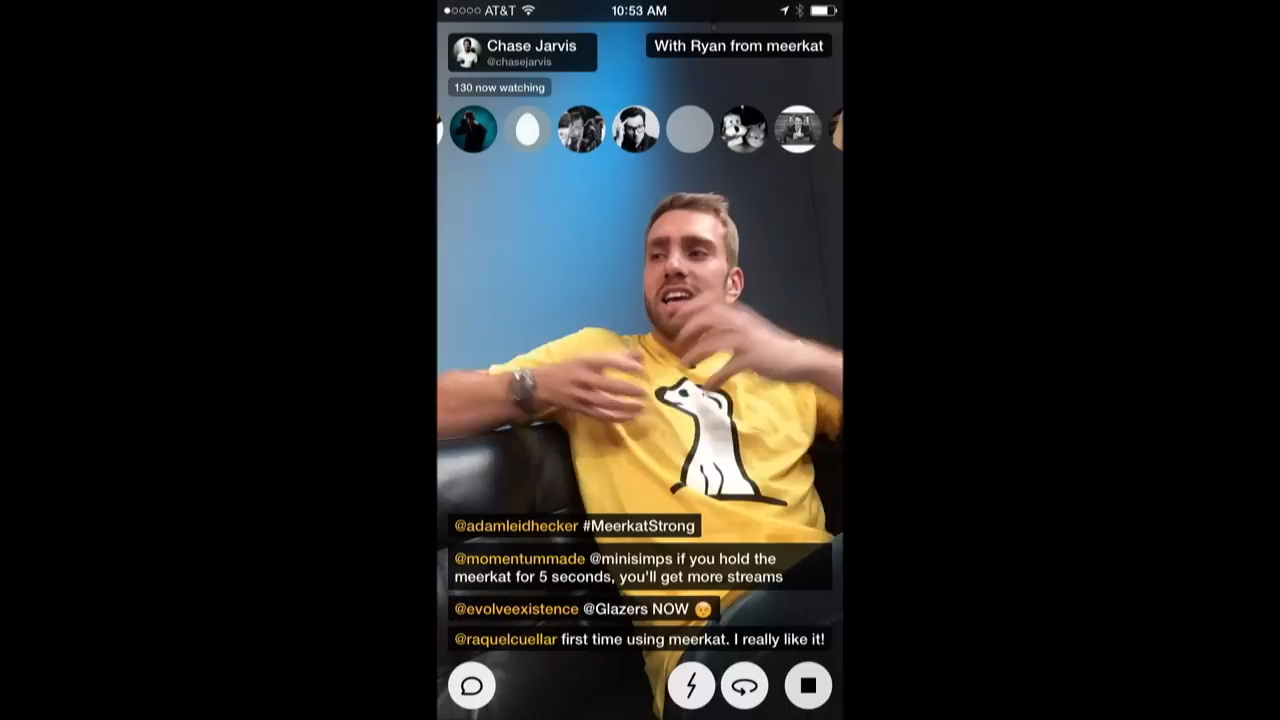 AT&T 10:53 AM
Chase Jarvis
@chasejarvis
With Ryan from meerkat
130 now watching
@adamleidhecker #MeerkatStrong
@momentummade @minisimps if you hold the
meerkat for 5 seconds, you'll get more streams
@evolveexistence @Glazers NOW 😁
@raquelcuellar first time using meerkat. I really like it!